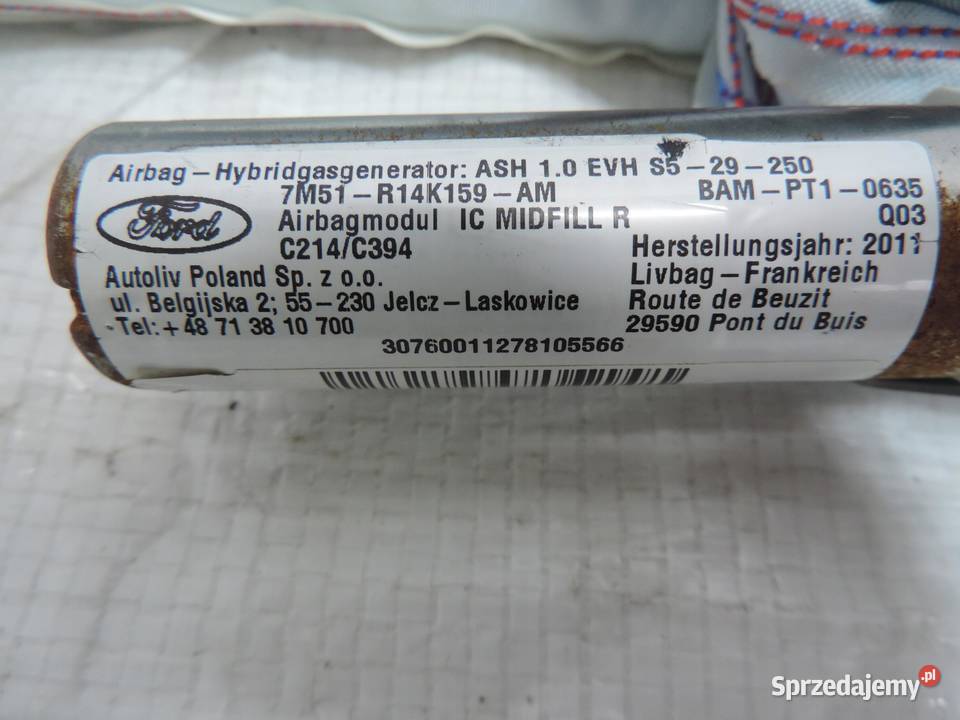 Airbag-Hybridgasgenerator: ASH 1.0 EVH S5-29-250
7M51-R14K159-AM BAM-PT1-0635
Ford Airbagmodul IC MIDFILL R Q03
C214/C394 Herstellungsjahr: 2011
Autoliv Poland Sp. z o.o. Livbag-Frankreich
ul. Belgijska 2; 55-230 Jelcz-Laskowice Route de Beuzit
Tel: +48 71 38 10 700 29590 Pont du Buis
30760011278105566
Sprzedajemy.pl